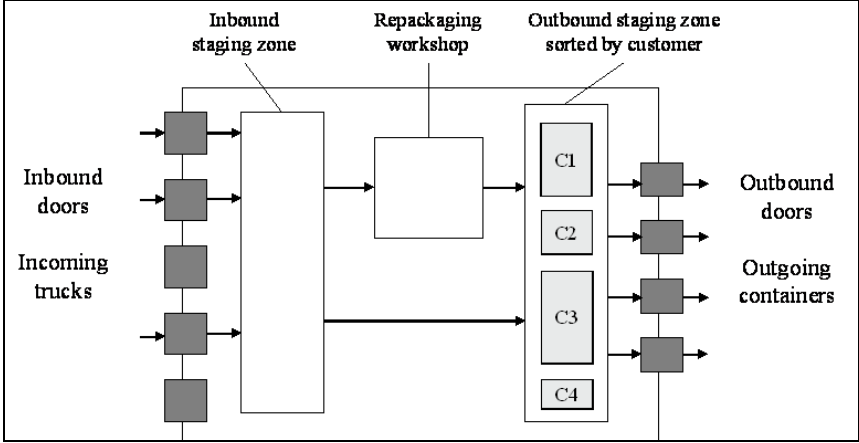 Inbound
staging zone
Repackaging
workshop
Outbound staging zone
sorted by customer
Inbound
doors
Incoming
trucks
C1
C2
C3
C4
Outbound
doors
Outgoing
containers